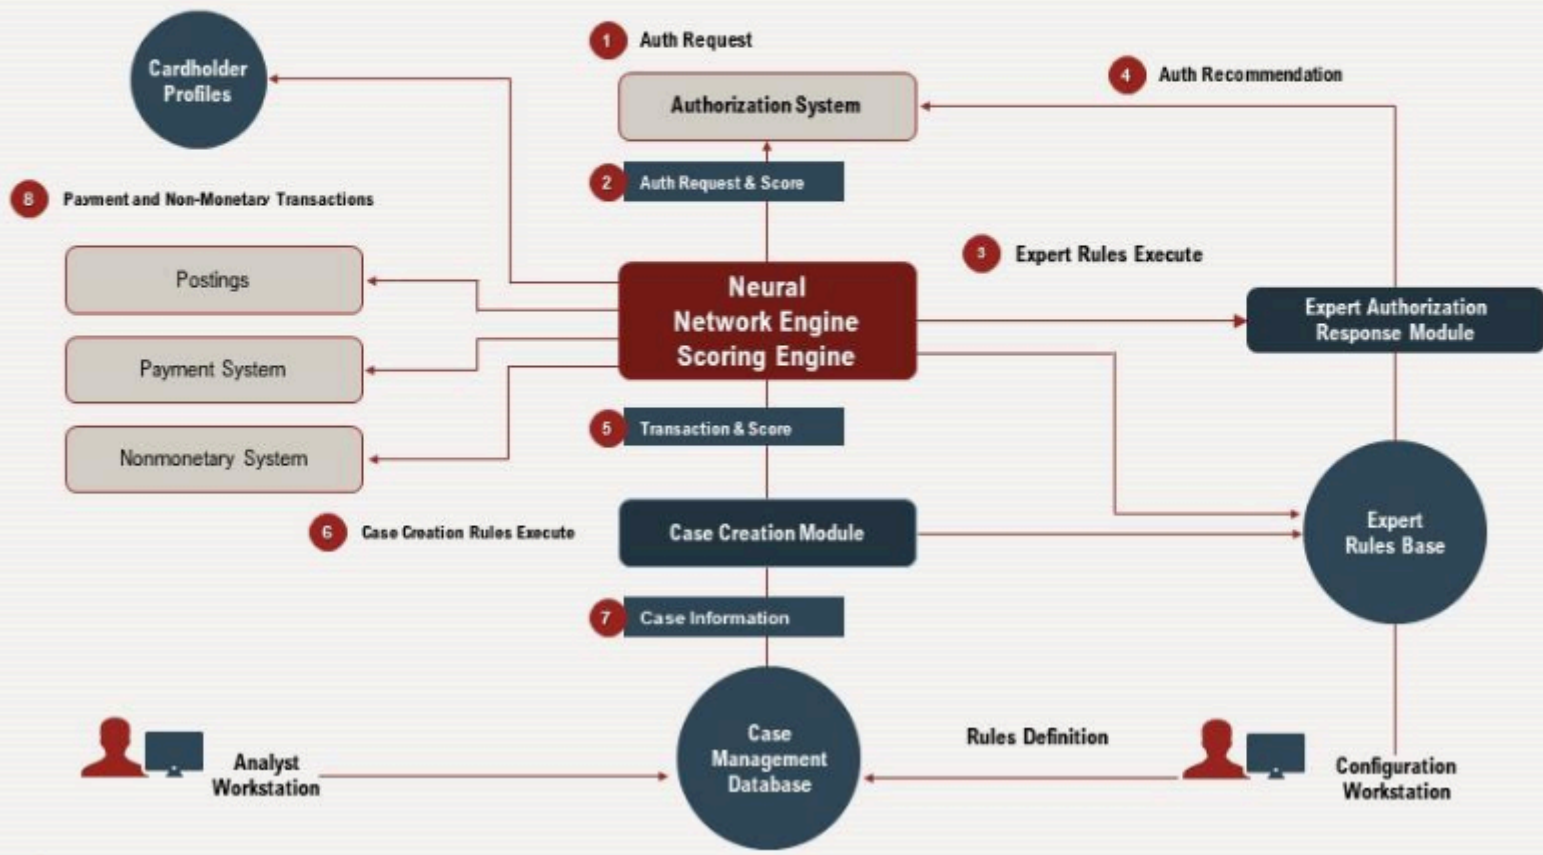 1
Auth Request
Authorization System
4
Auth Recommendation
Cardholder
Profiles
2
Auth Request & Score
8
Payment and Non-Monetary Transactions
Postings
Payment System
Nonmonetary System
Neural
Network Engine
Scoring Engine
3
Expert Rules Execute
Expert Authorization
Response Module
5
Transaction & Score
6
Case Creation Rules Execute
Case Creation Module
Expert
Rules Base
7
Case Information
Analyst
Workstation
Case
Management
Database
Rules Definition
Configuration
Workstation